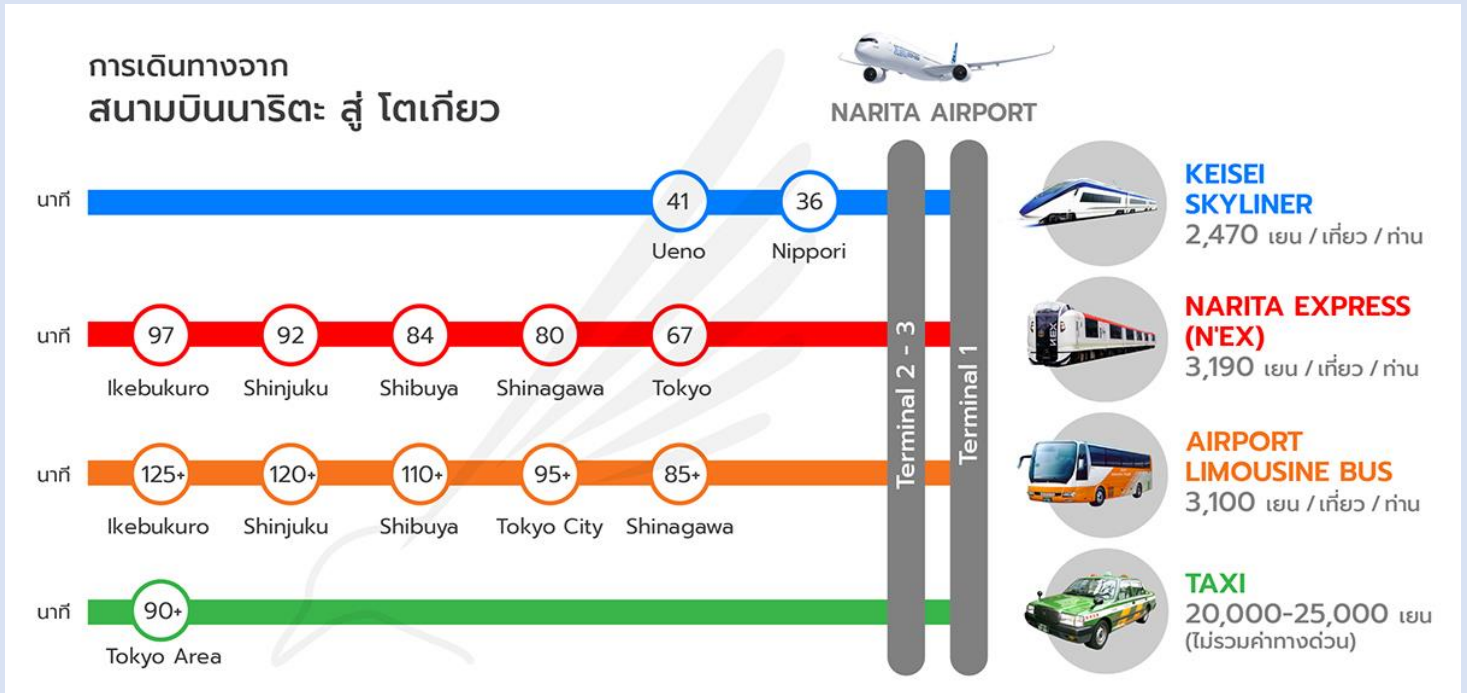 การเดินทางจาก
สนามบินนาริตะ สู่ โตเกียว
NARITA AIRPORT
นาที
41
36
Ueno
Nippori
KEISEI
SKYLINER
2,470 เยน / เที่ยว / ท่าน
นาที
97
92
84
80
67
Ikebukuro
Shinjuku
Shibuya
Shinagawa
Tokyo
NARITA EXPRESS
(N'EX)
3,190 เยน / เที่ยว / ท่าน
นาที
125+
120+
110+
95+
85+
Ikebukuro
Shinjuku
Shibuya
Tokyo City
Shinagawa
AIRPORT
LIMOUSINE BUS
3,100 เยน / เที่ยว / ท่าน
นาที
90+
Tokyo Area
TAXI
20,000-25,000 เยน
(ไม่รวมค่าทางด่วน)
Terminal 2 - 3
Terminal 1